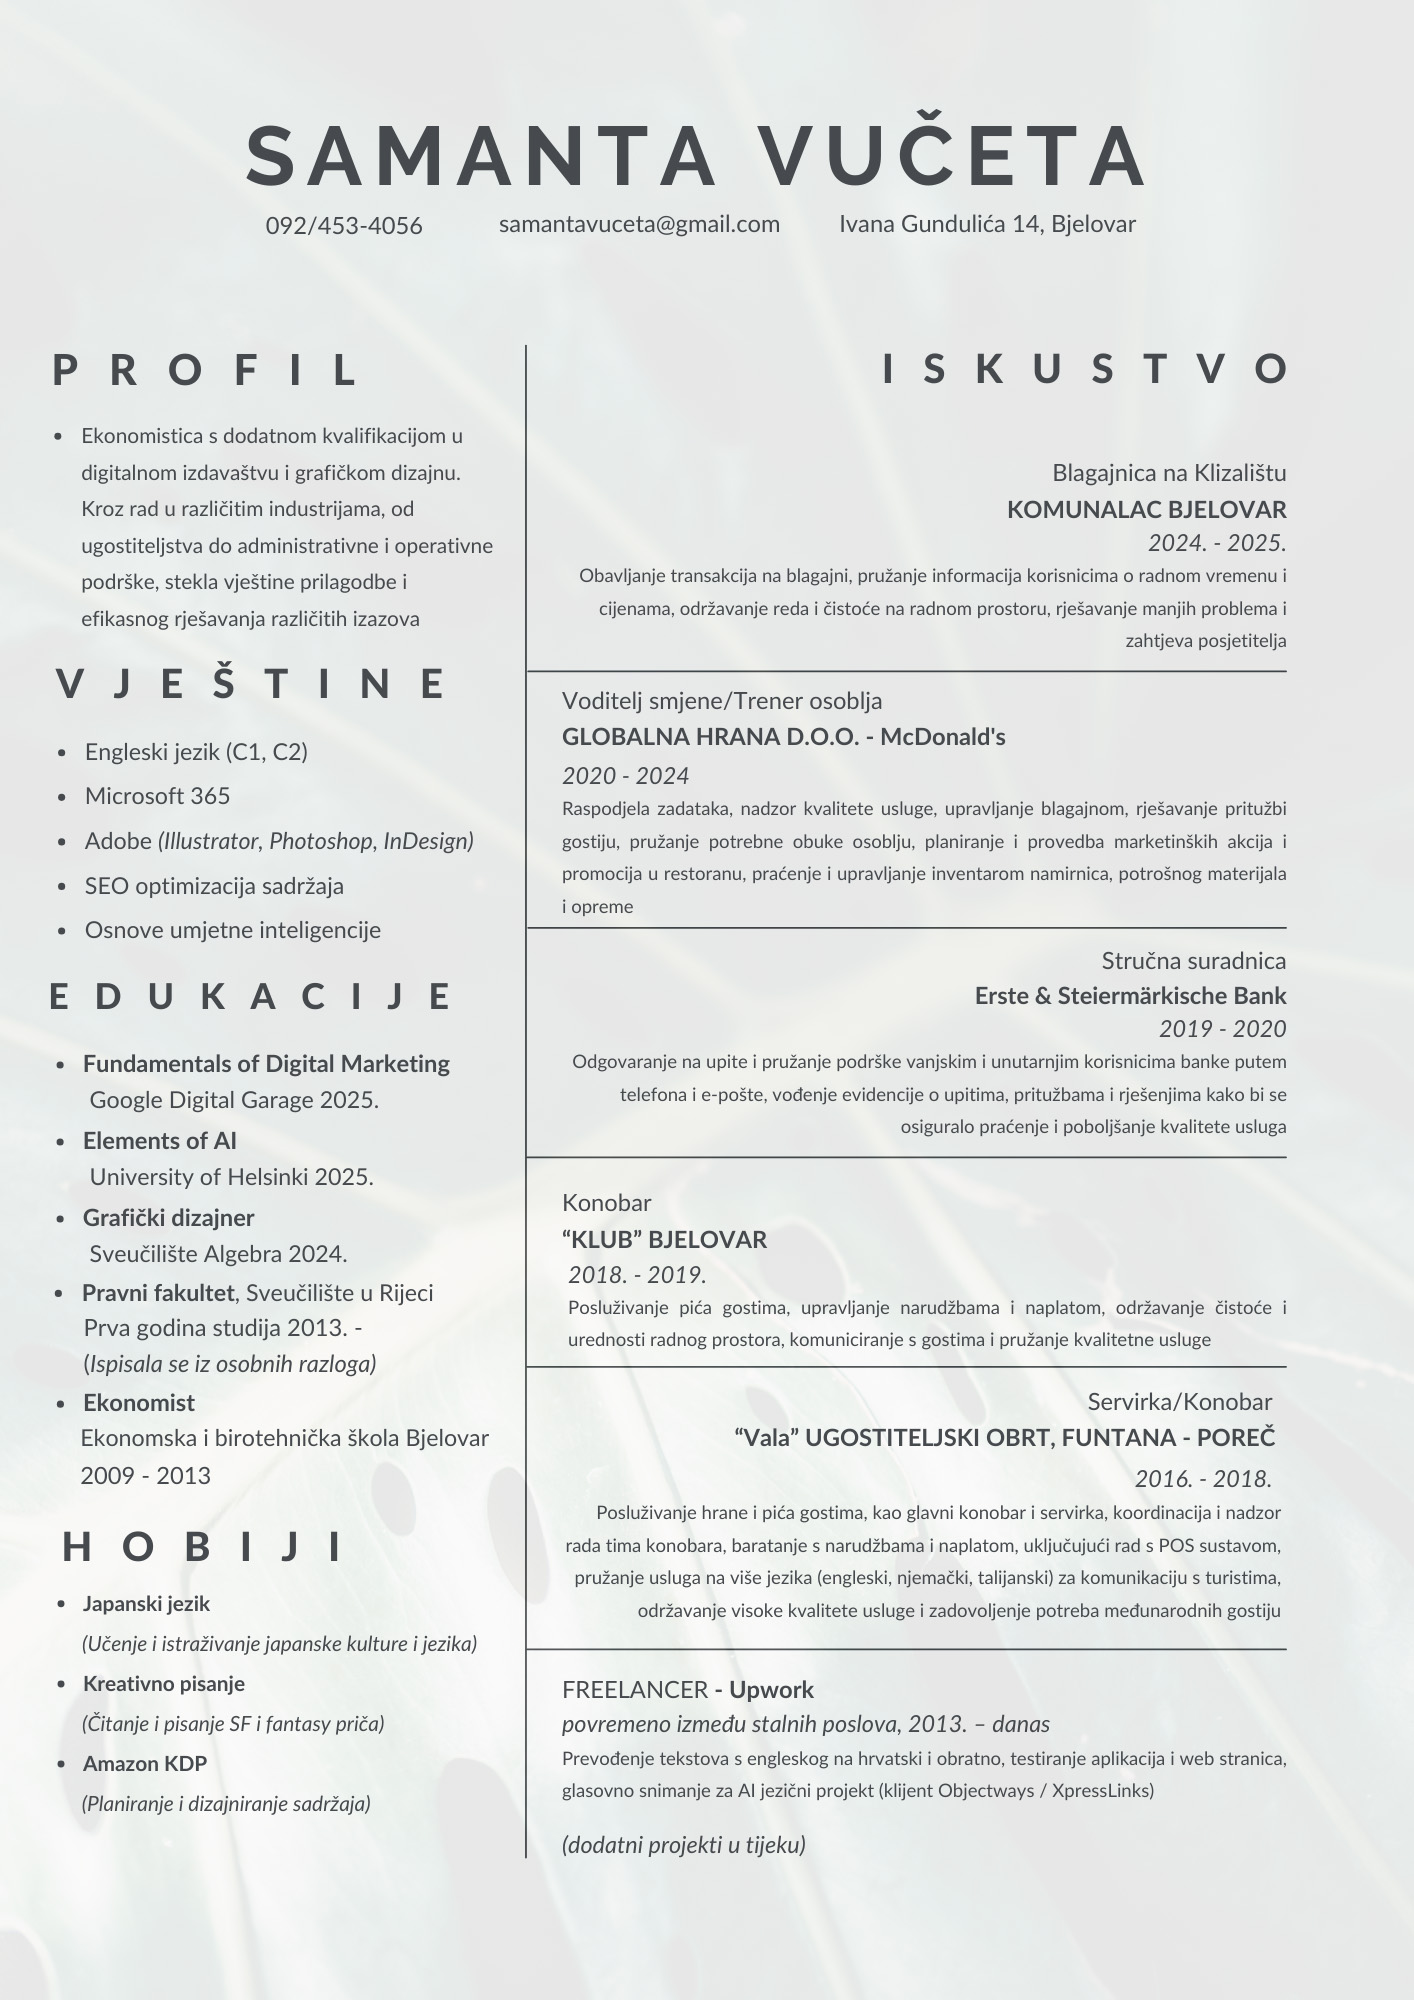 SAMANTA VUČETA
092/453-4056 samantavuceta@gmail.com Ivana Gundulića 14, Bjelovar
PROFIL
• Ekonomistica s dodatnom kvalifikacijom u
digitalnom izdavaštvu i grafičkom dizajnu.
Kroz rad u različitim industrijama, od
ugostiteljstva do administrativne i operativne
podrške, stekla vještine prilagodbe i
efikasnog rješavanja različitih izazova
VJEŠTINE
• Engleski jezik (C1, C2)
• Microsoft 365
• Adobe (Illustrator, Photoshop, InDesign)
• SEO optimizacija sadržaja
• Osnove umjetne inteligencije
EDUKACIJE
• Fundamentals of Digital Marketing
Google Digital Garage 2025.
• Elements of AI
University of Helsinki 2025.
• Grafički dizajner
Sveučilište Algebra 2024.
• Pravni fakultet, Sveučilište u Rijeci
Prva godina studija 2013. -
(Ispisala se iz osobnih razloga)
• Ekonomist
Ekonomska i birotehnička škola Bjelovar
2009 - 2013
HOBIJI
• Japanski jezik
(Učenje i istraživanje japanske kulture i jezika)
• Kreativno pisanje
(Čitanje i pisanje SF i fantasy priča)
• Amazon KDP
(Planiranje i dizajniranje sadržaja)
ISKUSTVO
Blagajnica na Klizalištu
KOMUNALAC BJELOVAR
2024. - 2025.
Obavljanje transakcija na blagajni, pružanje informacija korisnicima o radnom vremenu i
cijenama, održavanje reda i čistoće na radnom prostoru, rješavanje manjih problema i
zahtjeva posjetitelja
Voditelj smjene/Trener osoblja
GLOBALNA HRANA D.O.O. - McDonald's
2020 - 2024
Raspodjela zadataka, nadzor kvalitete usluge, upravljanje blagajnom, rješavanje pritužbi
gostiju, pružanje potrebne obuke osoblju, planiranje i provedba marketinških akcija i
promocija u restoranu, praćenje i upravljanje inventarom namirnica, potrošnog materijala
i opreme
Stručna suradnica
Erste & Steiermärkische Bank
2019 - 2020
Odgovaranje na upite i pružanje podrške vanjskim i unutarnjim korisnicima banke putem
telefona i e-pošte, vođenje evidencije o upitima, pritužbama i rješenjima kako bi se
osiguralo praćenje i poboljšanje kvalitete usluga
Konobar
“KLUB” BJELOVAR
2018. - 2019.
Posluživanje pića gostima, upravljanje narudžbama i naplatom, održavanje čistoće i
urednosti radnog prostora, komuniciranje s gostima i pružanje kvalitetne usluge
Servirka/Konobar
“Vala” UGOSTITELJSKI OBRT, FUNTANA - POREČ
2016. - 2018.
Posluživanje hrane i pića gostima, kao glavni konobar i servirka, koordinacija i nadzor
rada tima konobara, baratanje s narudžbama i naplatom, uključujući rad s POS sustavom,
pružanje usluga na više jezika (engleski, njemački, talijanski) za komunikaciju s turistima,
održavanje visoke kvalitete usluge i zadovoljenje potreba međunarodnih gostiju
FREELANCER - Upwork
povremeno između stalnih poslova, 2013. – danas
Prevođenje tekstova s engleskog na hrvatski i obratno, testiranje aplikacija i web stranica,
glasovno snimanje za AI jezični projekt (klijent Objectways / XpressLinks)
(dodatni projekti u tijeku)